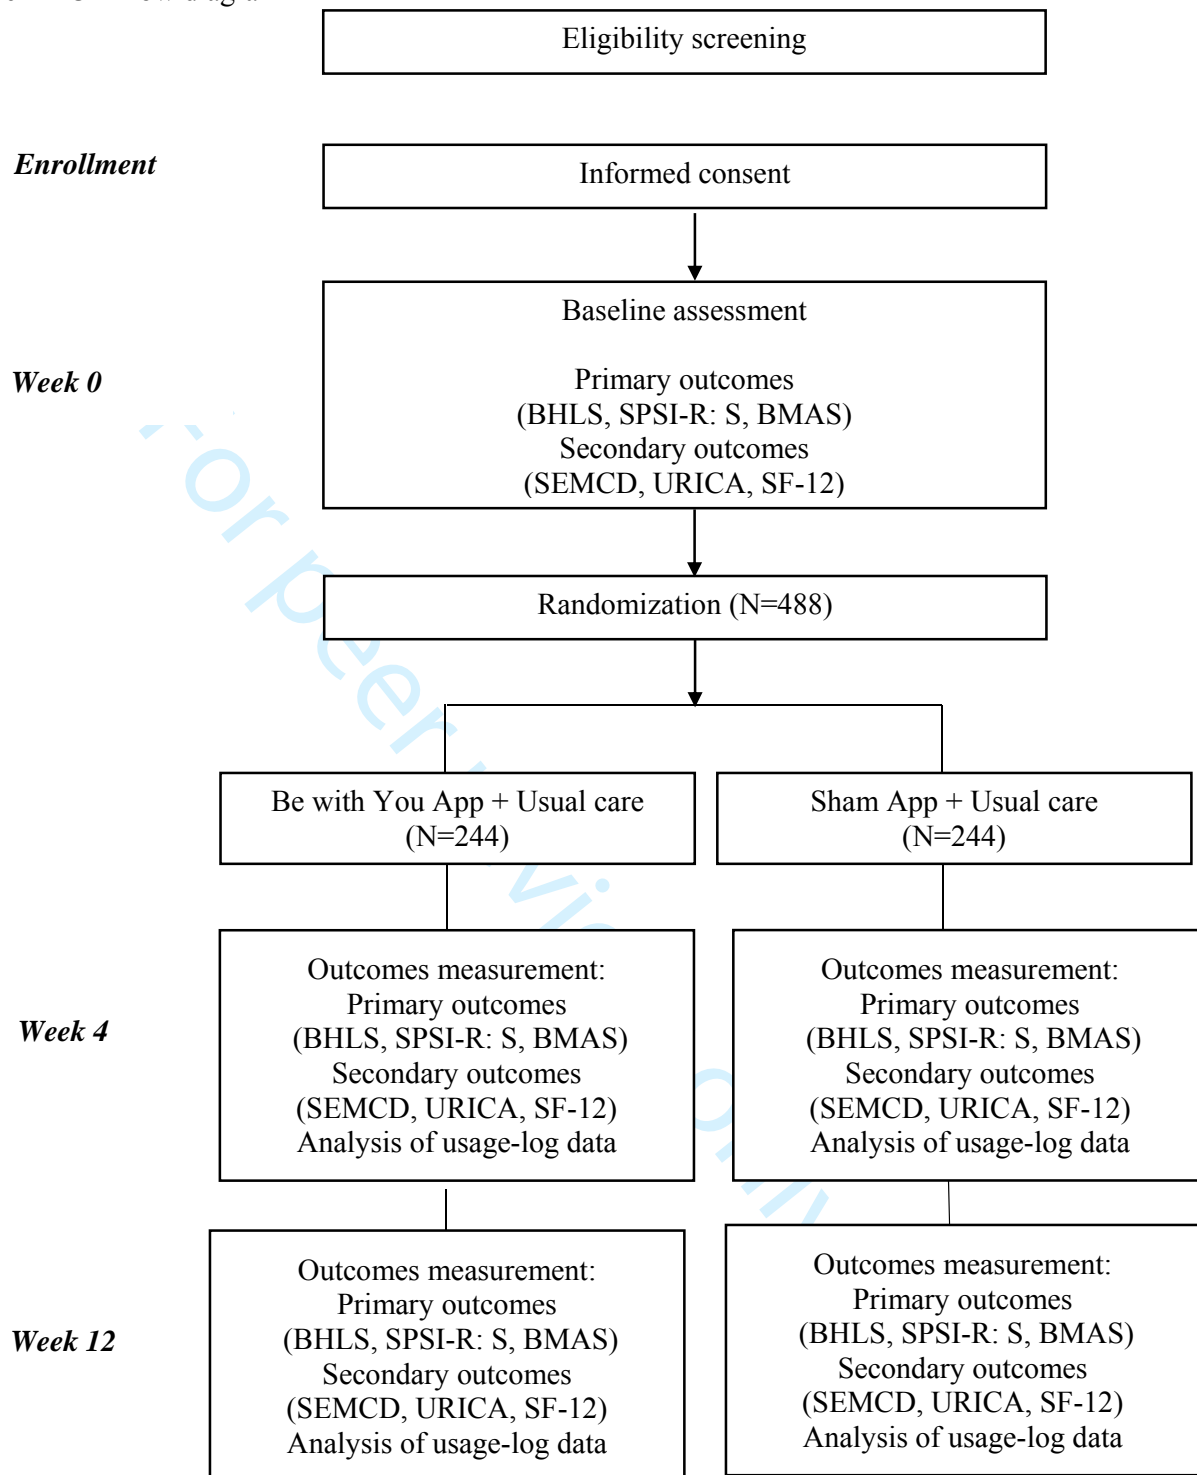 Eligibility screening
Enrollment
Informed consent
Baseline assessment
Week 0
Primary outcomes
(BHLS, SPSI-R: S, BMAS)
Secondary outcomes
(SEMCD, URICA, SF-12)
Randomization (N=488)
Be with You App + Usual care
(N=244)
Sham App + Usual care
(N=244)
Week 4
Outcomes measurement:
Primary outcomes
(BHLS, SPSI-R: S, BMAS)
Secondary outcomes
(SEMCD, URICA, SF-12)
Analysis of usage-log data
Outcomes measurement:
Primary outcomes
(BHLS, SPSI-R: S, BMAS)
Secondary outcomes
(SEMCD, URICA, SF-12)
Analysis of usage-log data
Week 12
Outcomes measurement:
Primary outcomes
(BHLS, SPSI-R: S, BMAS)
Secondary outcomes
(SEMCD, URICA, SF-12)
Analysis of usage-log data
Outcomes measurement:
Primary outcomes
(BHLS, SPSI-R: S, BMAS)
Secondary outcomes
(SEMCD, URICA, SF-12)
Analysis of usage-log data
For peer